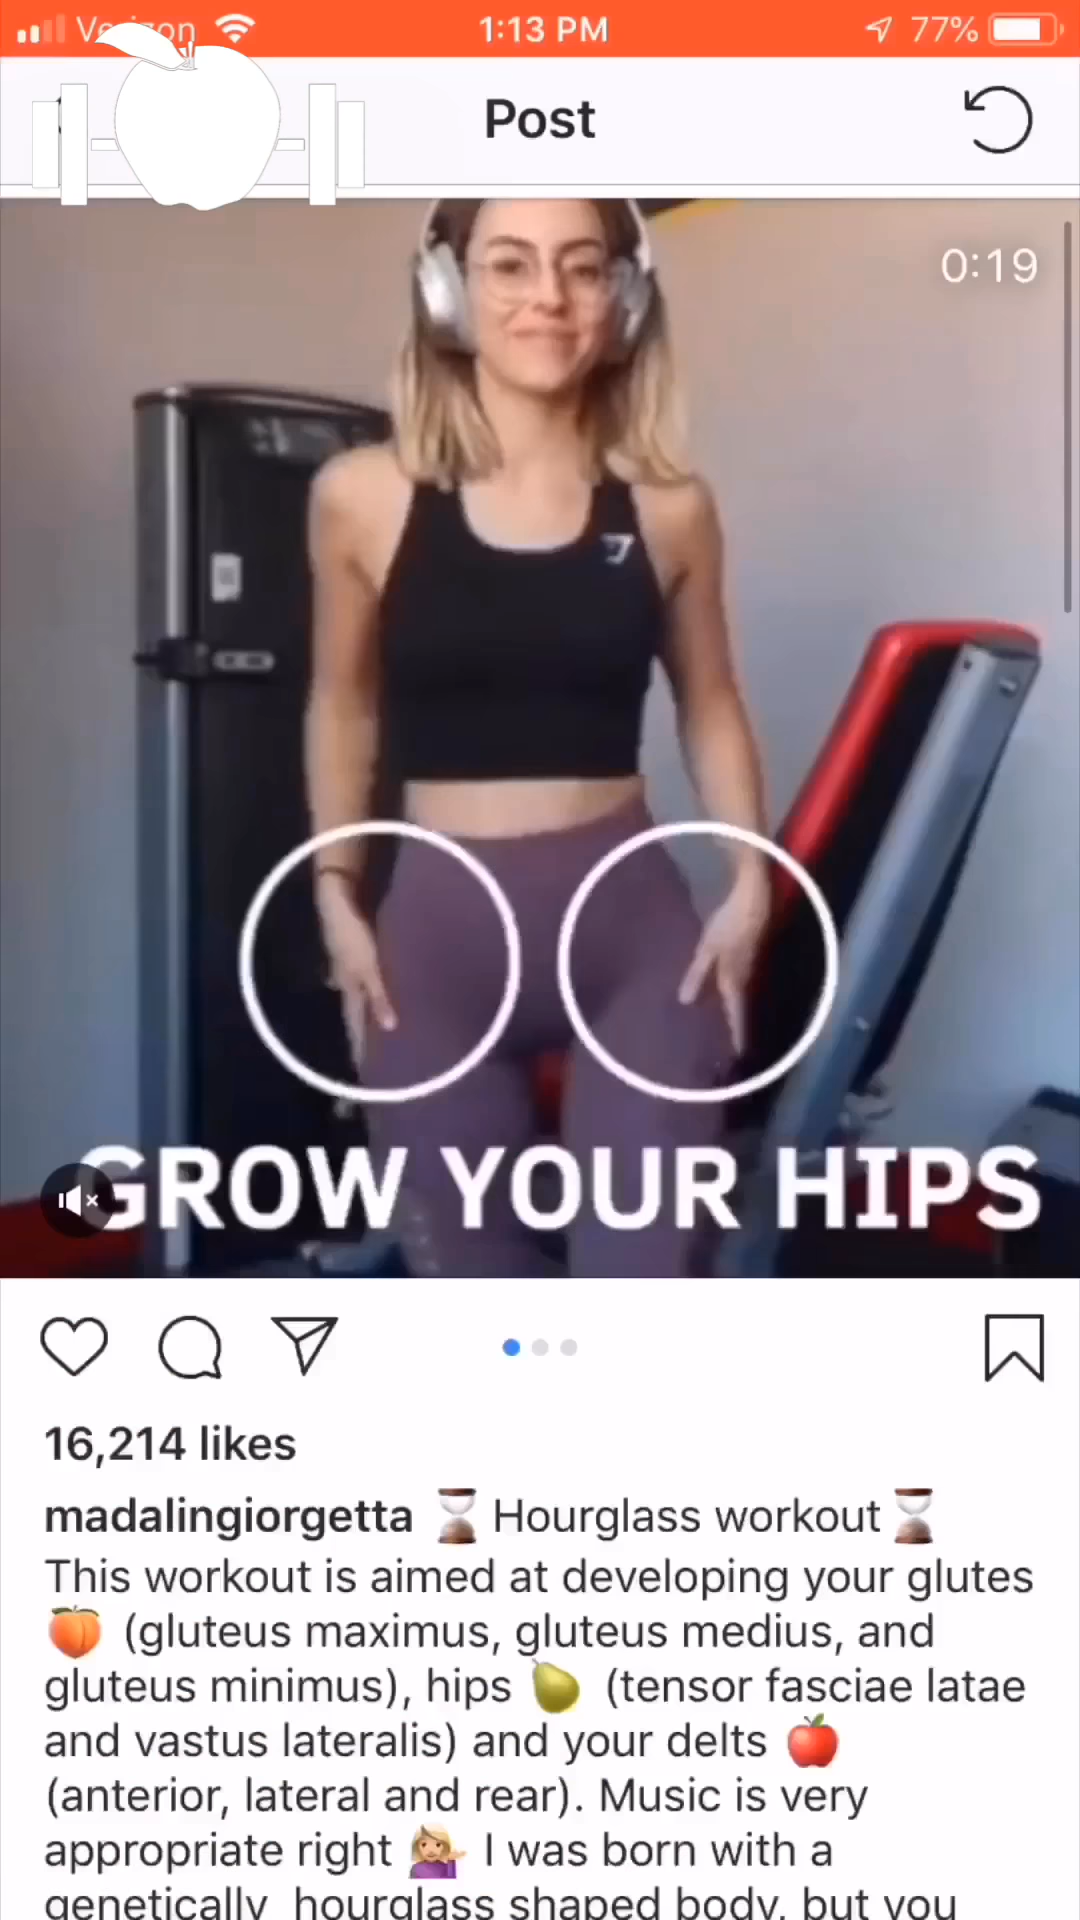 1:13 PM
77%
Post
0:19
GROW YOUR HIPS
16,214 likes
madalingiorgetta ⏳ Hourglass workout ⏳
This workout is aimed at developing your glutes
🍑 (gluteus maximus, gluteus medius, and
gluteus minimus), hips 🍐 (tensor fasciae latae
and vastus lateralis) and your delts 🍎
(anterior, lateral and rear). Music is very
appropriate right 💁🏼‍♀️ I was born with a
genetically hourglass shaped body, but you